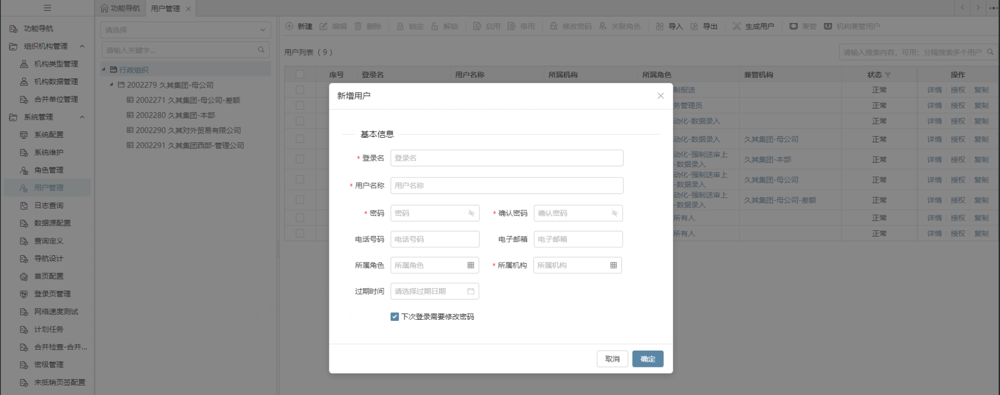 功能导航
用户管理
功能导航
组织机构管理
机构类型管理
机构数据管理
合并单位管理
系统管理
系统配置
系统维护
角色管理
用户管理
日志查询
数据源配置
查询定义
导航设计
首页配置
登录页管理
网络速度测试
计划任务
合并检查-合并...
密级管理
未抵销页签配置
请选择
请输入关键字...
行政组织
2002279 久其集团-母公司
2002271 久其集团-母公司-差额
2002280 久其集团-本部
2002290 久其对外贸易有限公司
2002291 久其集团西部-管理公司
新建 编辑 删除 锁定 解锁 启用 停用 修改密码 关联角色 导入 导出 生成用户 兼管 机构兼管用户
用户列表（9）
请输入搜索内容，可用；分隔搜索多个用户
序号 登录名 用户名称 所属机构 所属角色 兼管机构 状态 操作
制报送 正常 详情 授权 复制
务管理员 正常 详情 授权 复制
动化-数据录入 正常 详情 授权 复制
动化-数据录入 久其集团-母公司 正常 详情 授权 复制
动化-强制送审上
-数据录入 久其集团-本部 正常 详情 授权 复制
动化-强制送审上
-数据录入 久其集团-母公司 正常 详情 授权 复制
动化-强制送审上
-数据录入 久其集团-母公司-差额 正常 详情 授权 复制
所有人 正常 详情 授权 复制
所有人 正常 详情 授权 复制
新增用户
基本信息
* 登录名 登录名
* 用户名称 用户名称
* 密码 密码 * 确认密码 确认密码
电话号码 电话号码 电子邮箱 电子邮箱
所属角色 所属角色 * 所属机构 所属机构
过期时间 请选择过期日期
下次登录需要修改密码
取消 确定